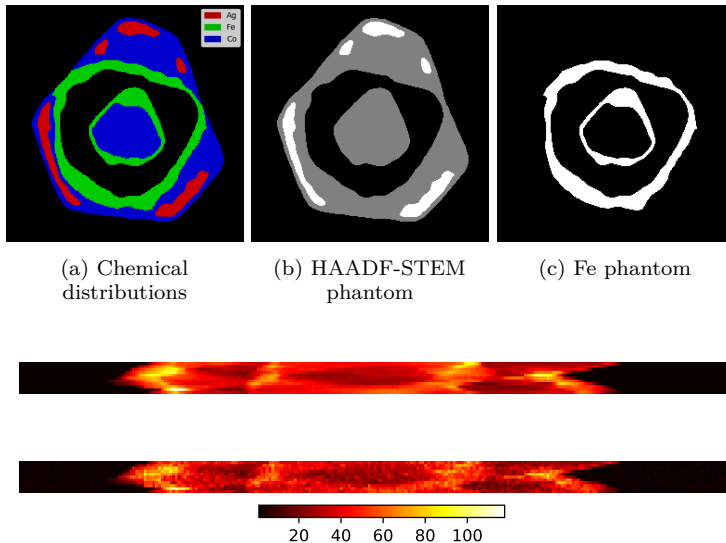 Ag
Fe
Co
(a) Chemical
distributions
(b) HAADF-STEM
phantom
(c) Fe phantom
20 40 60 80 100